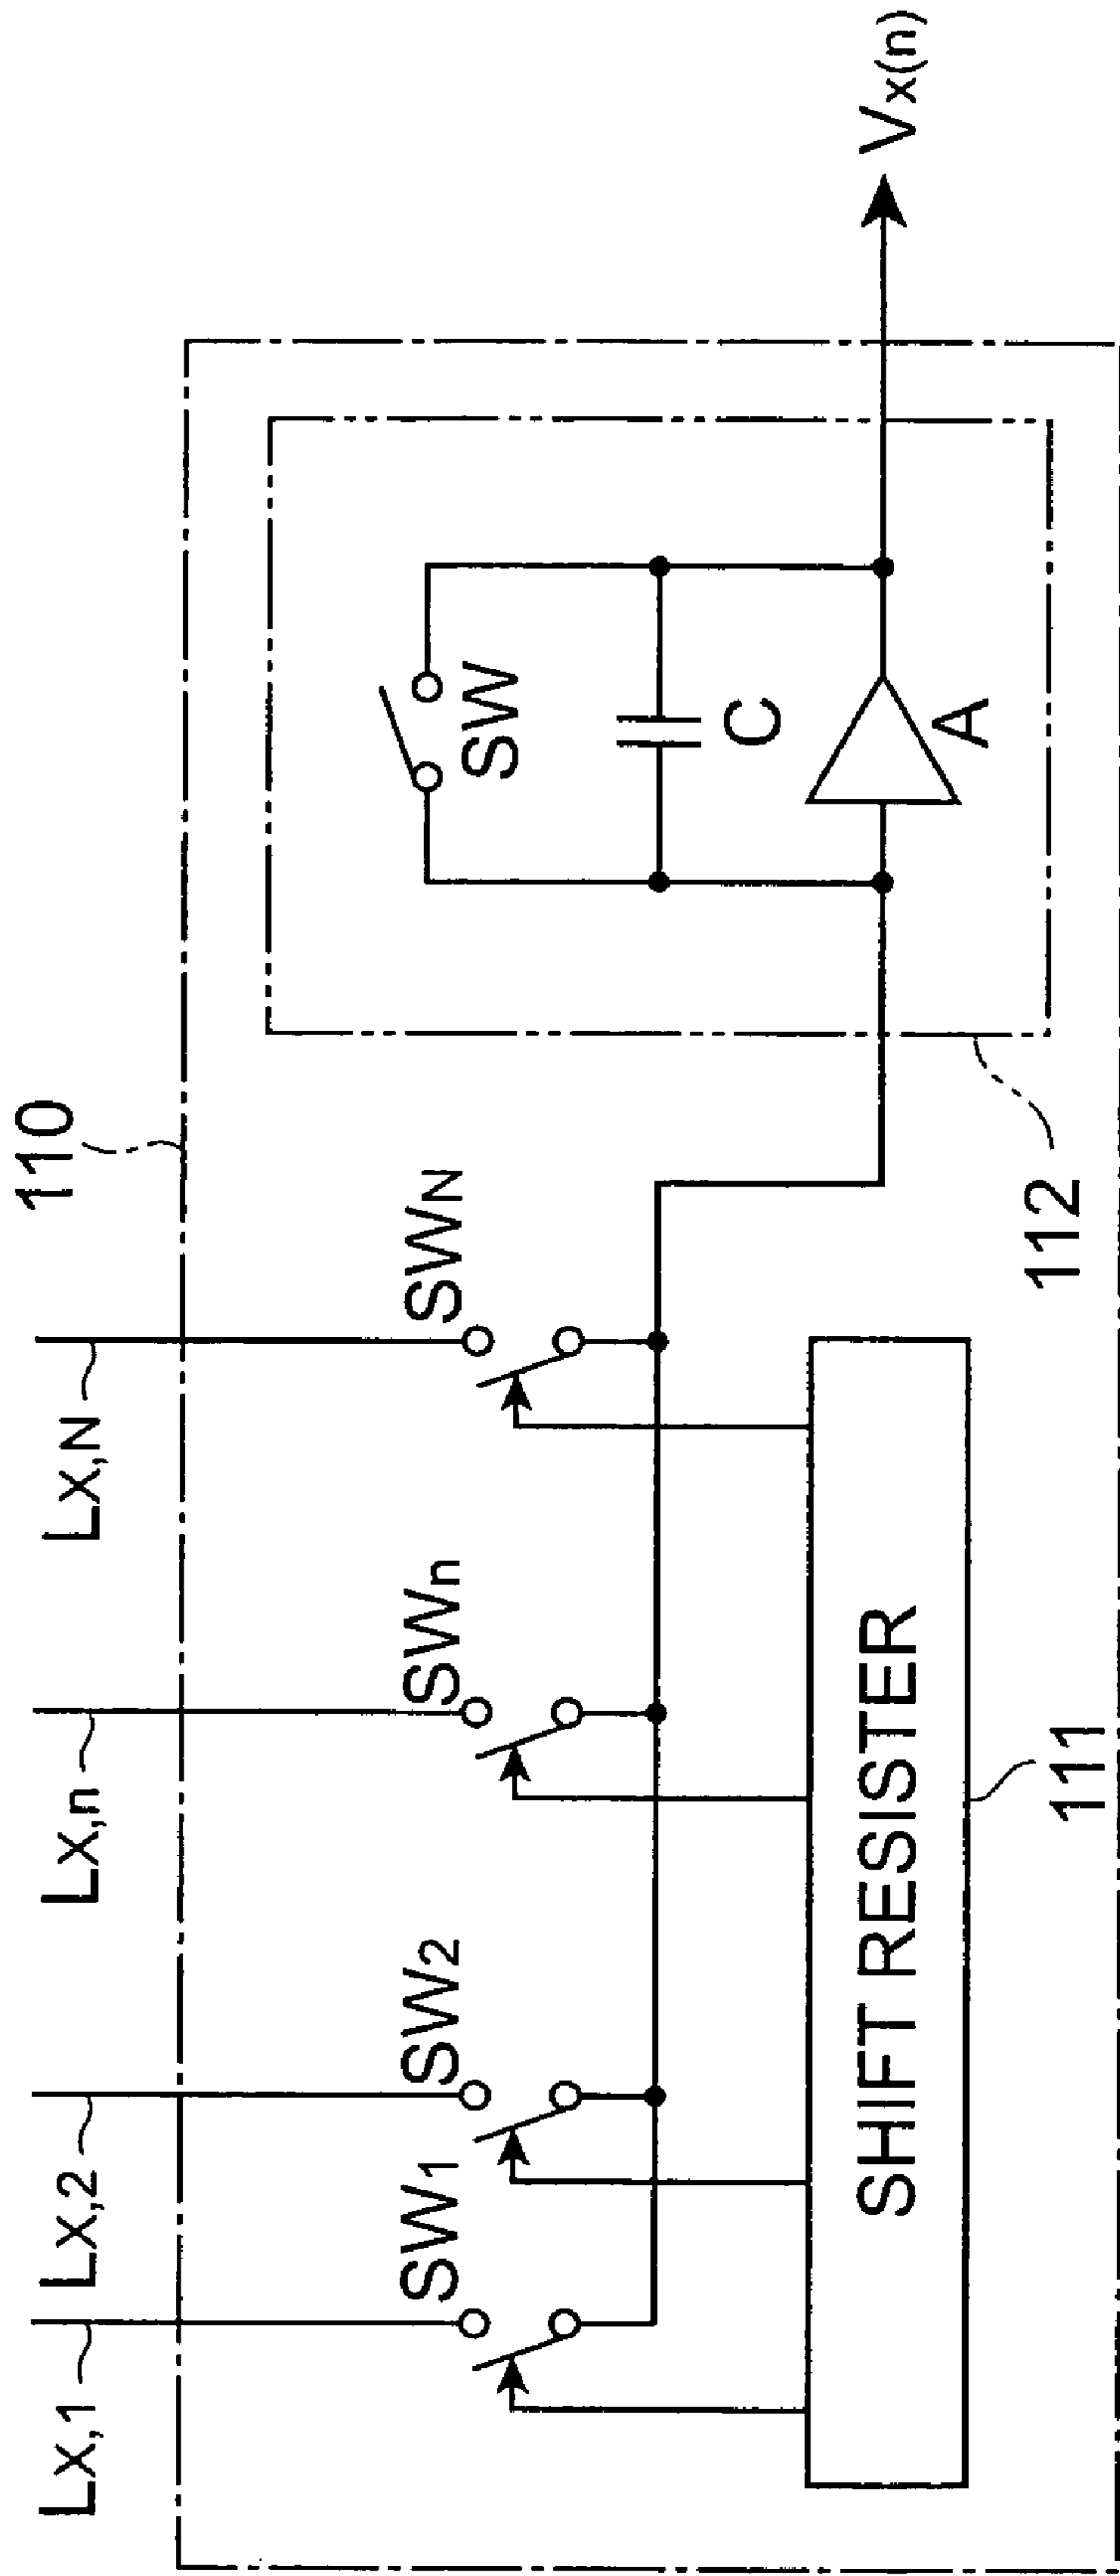 110
Lx,1
Lx,2
Lx,n
Lx,N
SW1
SW2
SWn
SWN
SW
C
A
Vx(n)
SHIFT RESISTER
111
112